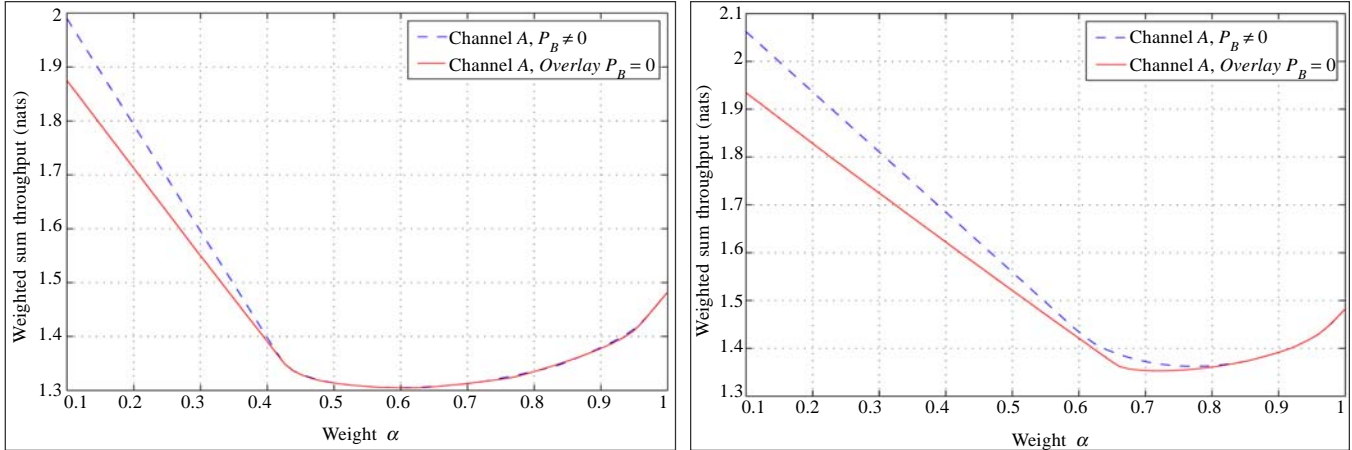 Weighted sum throughput (nats)
2
1.9
1.8
1.7
1.6
1.5
1.4
1.3
Channel A, P_B ≠ 0
Channel A, Overlay P_B = 0
0.1 0.2 0.3 0.4 0.5 0.6 0.7 0.8 0.9 1
Weight α
Weighted sum throughput (nats)
2.1
2.1
2
1.9
1.8
1.7
1.6
1.5
1.4
1.3
Channel A, P_B ≠ 0
Channel A, Overlay P_B = 0
0.1 0.2 0.3 0.4 0.5 0.6 0.7 0.8 0.9 1
Weight α